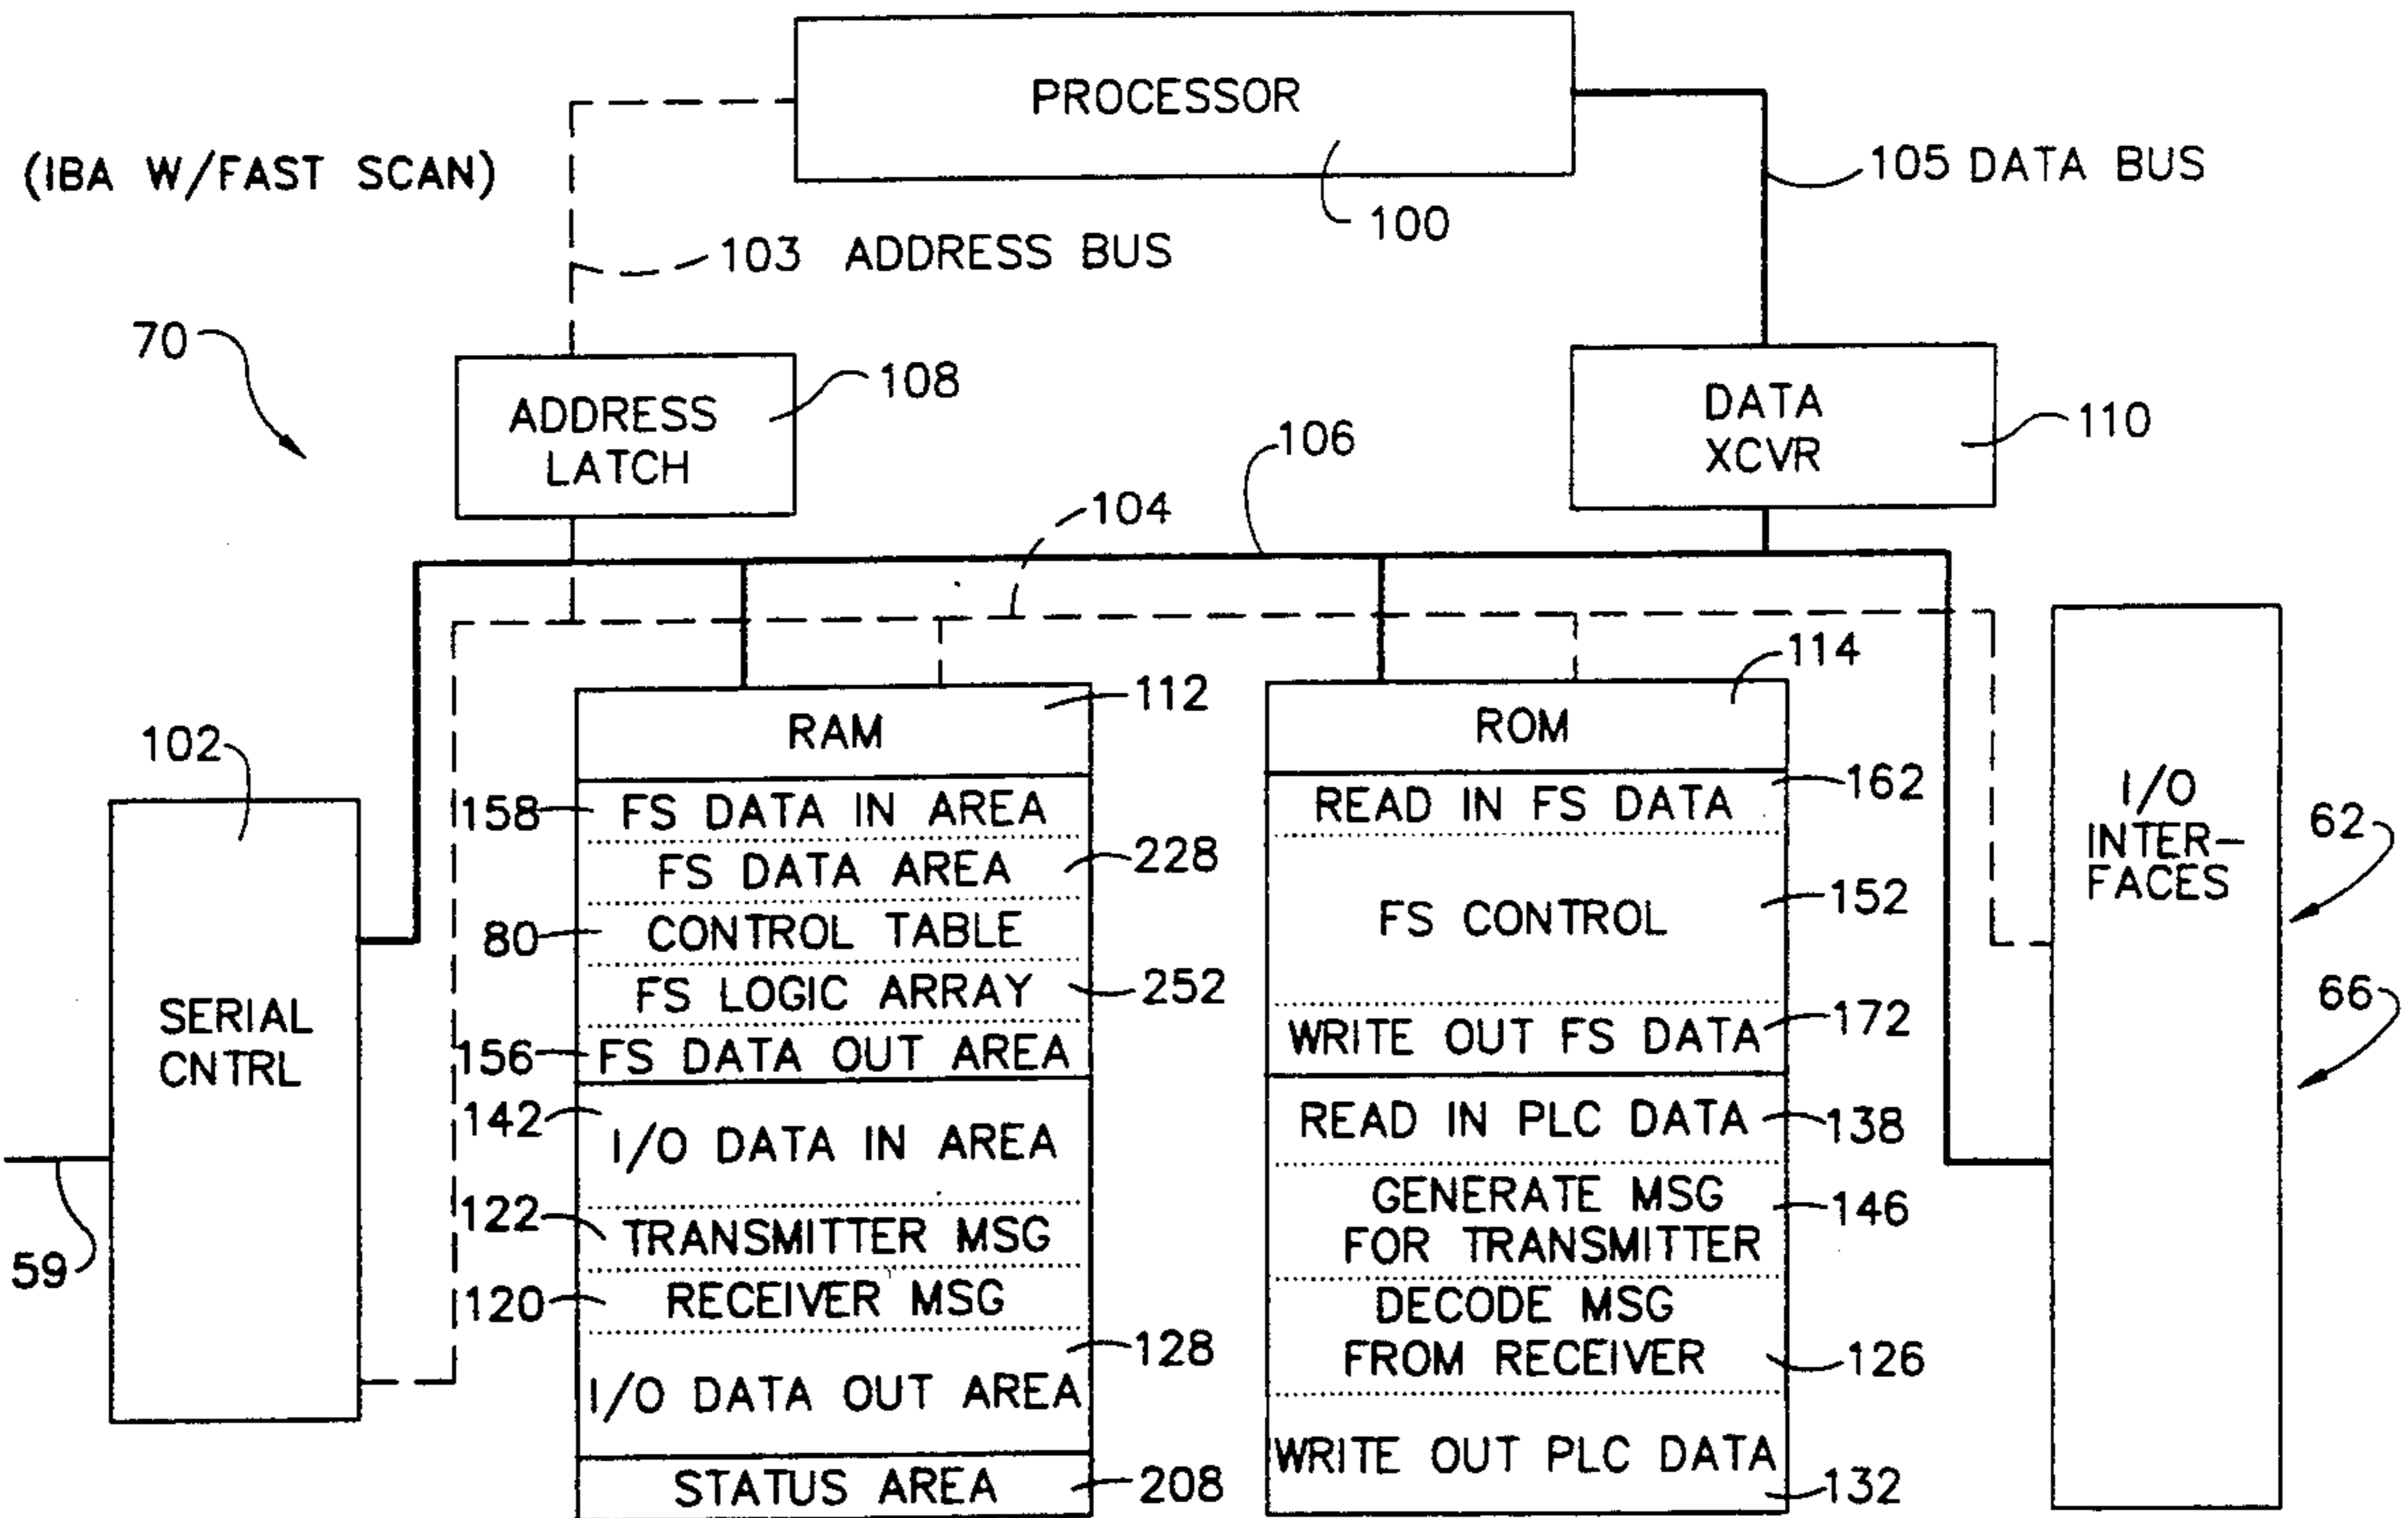 PROCESSOR
(IBA W/FAST SCAN)
105 DATA BUS
100
103 ADDRESS BUS
70
ADDRESS
LATCH
108
DATA
XCVR
110
106
104
102
SERIAL
CNTRL
59
112
RAM
158
FS DATA IN AREA
FS DATA AREA
228
80
CONTROL TABLE
FS LOGIC ARRAY
252
156
FS DATA OUT AREA
142
I/O DATA IN AREA
122
TRANSMITTER MSG
120
RECEIVER MSG
128
I/O DATA OUT AREA
STATUS AREA
208
114
ROM
162
READ IN FS DATA
FS CONTROL
152
WRITE OUT FS DATA
172
READ IN PLC DATA
138
GENERATE MSG
FOR TRANSMITTER
146
DECODE MSG
FROM RECEIVER
126
WRITE OUT PLC DATA
132
I/O
INTER-
FACES
62
66